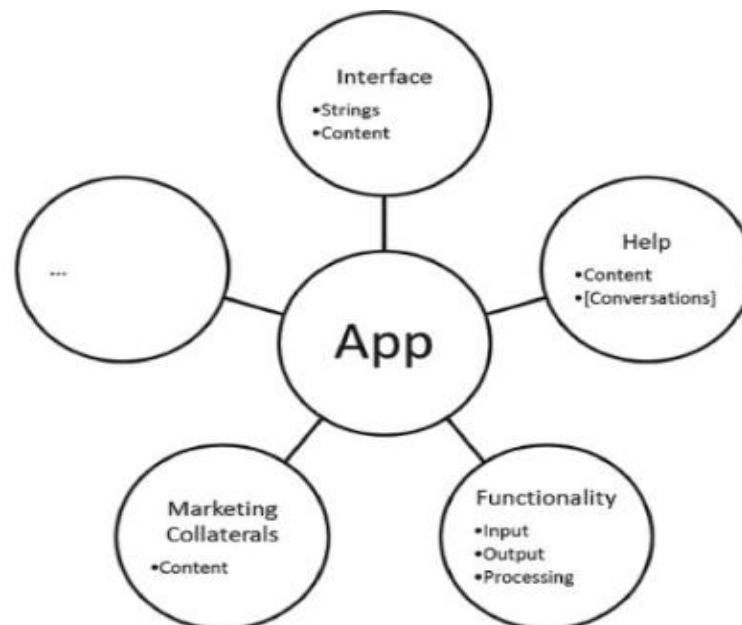 Interface
•Strings
•Content
...
Help
•Content
•[Conversations]
App
Marketing
Collaterals
•Content
Functionality
•Input
•Output
•Processing